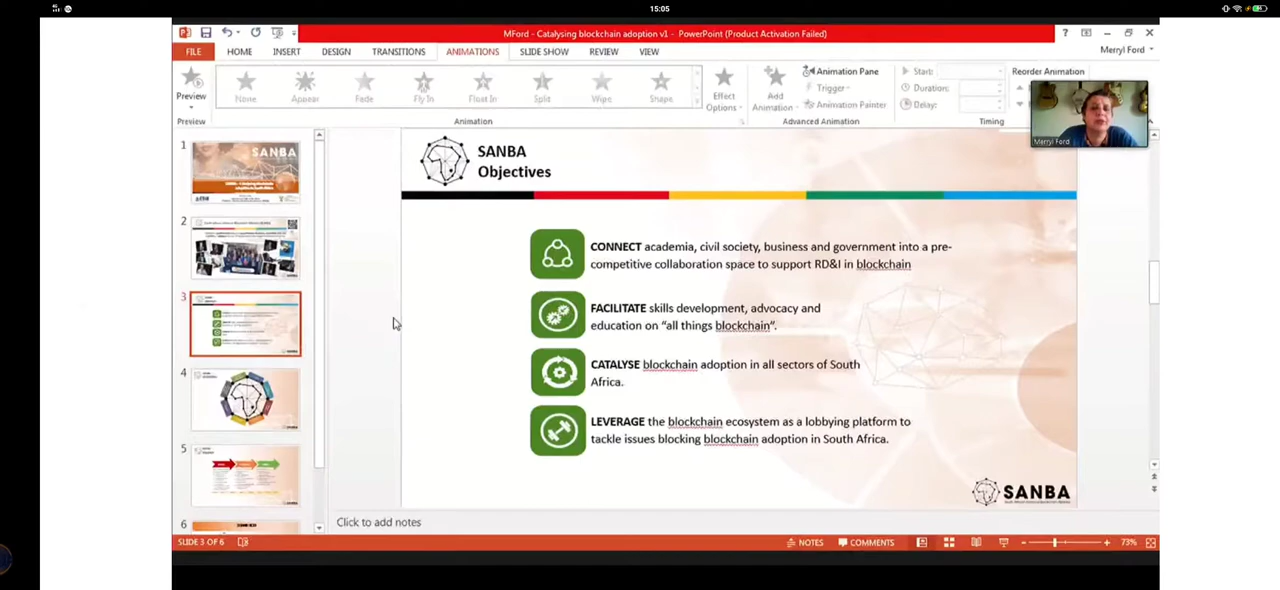 15:05
MFord - Catalysing blockchain adoption v1 - PowerPoint (Product Activation Failed)
FILE HOME INSERT DESIGN TRANSITIONS ANIMATIONS SLIDE SHOW REVIEW VIEW
Merryl Ford
Preview
None Appear Fade Fly In Float In Split Wipe Shape
Effect Options
Add Animation
Animation Pane
Trigger
Animation Painter
Start:
Duration:
Delay:
Reorder Animation
Preview
Animation
Advanced Animation
Timing
Merryl Ford
1
SANBA
2
3
4
5
6
SANBA
Objectives
CONNECT academia, civil society, business and government into a pre-
competitive collaboration space to support RD&I in blockchain
FACILITATE skills development, advocacy and
education on “all things blockchain”.
CATALYSE blockchain adoption in all sectors of South
Africa.
LEVERAGE the blockchain ecosystem as a lobbying platform to
tackle issues blocking blockchain adoption in South Africa.
SANBA
Click to add notes
SLIDE 3 OF 6
NOTES COMMENTS
73%